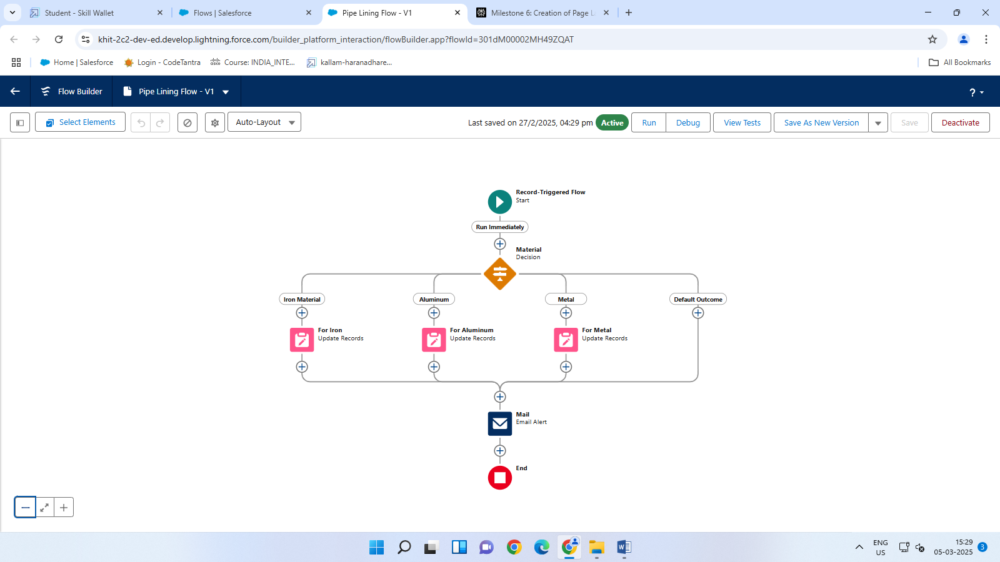 Student - Skill Wallet
Flows | Salesforce
Pipe Lining Flow - V1
Milestone 6: Creation of Page L
khit-2c2-dev-ed.develop.lightning.force.com/builder_platform_interaction/flowBuilder.app?flowId=301dM00002MH49ZQAT
Home | Salesforce
Login - CodeTantra
Course: INDIA_INTE...
kallam-haranadhare...
All Bookmarks
Flow Builder
Pipe Lining Flow - V1
?
Select Elements
Auto-Layout
Last saved on 27/2/2025, 04:29 pm
Active
Run
Debug
View Tests
Save As New Version
Save
Deactivate
Record-Triggered Flow
Start
Run Immediately
Material
Decision
Iron Material
Aluminum
Metal
Default Outcome
For Iron
Update Records
For Aluminum
Update Records
For Metal
Update Records
Mail
Email Alert
End
ENG
US
15:29
05-03-2025
3